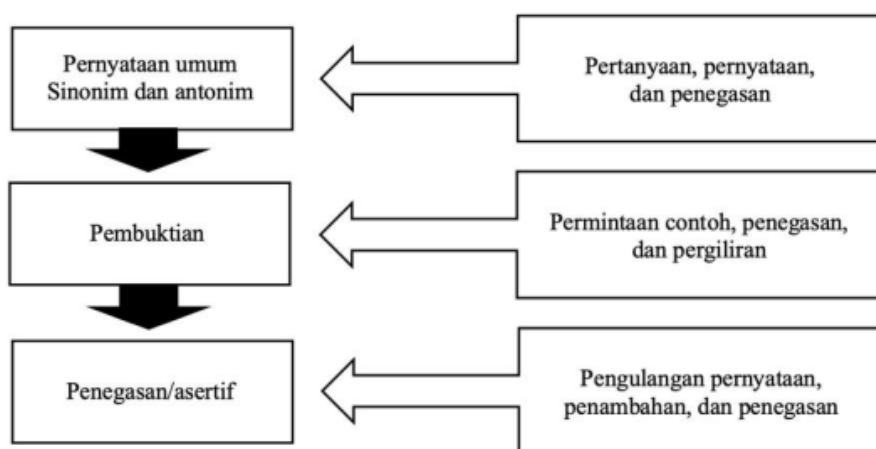 Pernyataan umum
Sinonim dan antonim
Pertanyaan, pernyataan,
dan penegasan
Pembuktian
Permintaan contoh, penegasan,
dan pergiliran
Penegasan/asertif
Pengulangan pernyataan,
penambahan, dan penegasan